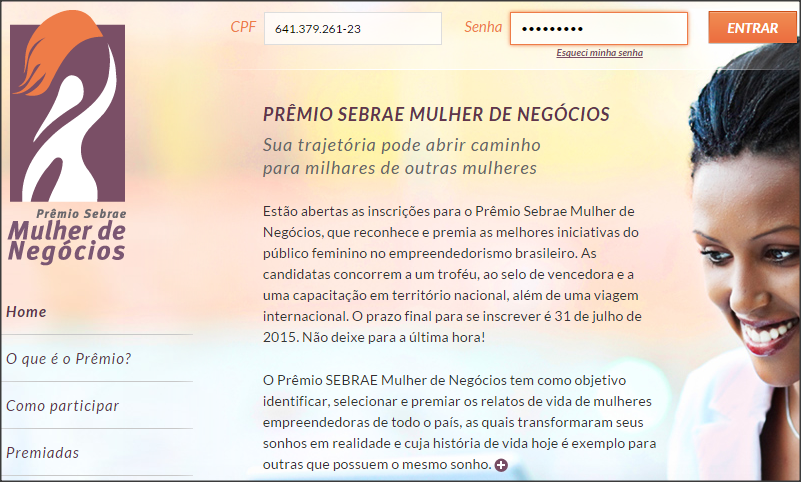 CPF 641.379.261-23 Senha ••••••••• ENTRAR
Esqueci minha senha
Prêmio Sebrae
Mulher de
Negócios
Home
O que é o Prêmio?
Como participar
Premiadas
PRÊMIO SEBRAE MULHER DE NEGÓCIOS
Sua trajetória pode abrir caminho
para milhares de outras mulheres
Estão abertas as inscrições para o Prêmio Sebrae Mulher de
Negócios, que reconhece e premia as melhores iniciativas do
público feminino no empreendedorismo brasileiro. As
candidatas concorrem a um troféu, ao selo de vencedora e a
uma capacitação em território nacional, além de uma viagem
internacional. O prazo final para se inscrever é 31 de julho de
2015. Não deixe para a última hora!
O Prêmio SEBRAE Mulher de Negócios tem como objetivo
identificar, selecionar e premiar os relatos de vida de mulheres
empreendedoras de todo o país, as quais transformaram seus
sonhos em realidade e cuja história de vida hoje é exemplo para
outras que possuem o mesmo sonho.